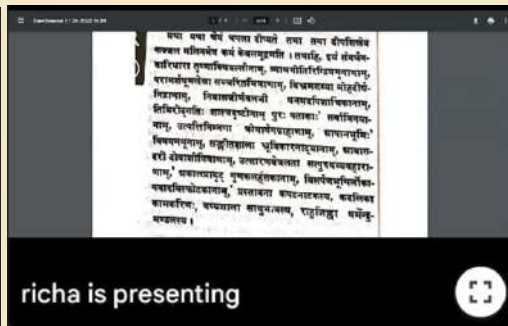 यथा यथा चेयं चपला दीप्यते तथा तथा दीपशिखेव
कज्जल मलिनमेव कर्म केवलमुद्वमति । तथाहि, इयं संवर्धन-
वारिधारा तृष्णाविषवल्लीनाम्, व्याधगीतिरिन्द्रियमृगाणाम्,
परामर्शधूमलेखा सच्चरितचित्राणाम्, विभ्रमशय्या मोहदीर्घ-
निद्राणाम्, निवासजीर्णवलभी धनमदपिशाचिकानाम्,
तिमिरोद्गतिः शास्त्रदृष्टीनाम् पुरः पताकाः सर्वाविनया-
नाम्, उत्पत्तिनिम्नगा क्रोधावेगग्राहाणाम्, आपानभूमिः
विषयमधूनाम्, सङ्गीतशाला भ्रूविकारनाट्यानाम्, आवास-
दरी दोषाशीविषाणाम्, उत्सारणवेत्रलता सत्पुरुषव्यवहारा-
णाम्, अकालप्रावृट् गुणकलहंसकानाम्, विसर्पणभूमिर्लोका-
पवादविस्फोटकानाम्, प्रस्तावना कपटनाटकस्य, कदलिका
कामकरिणः, वध्यशाला साधुभावस्य, राहुजिह्वा धर्मेन्दु-
मण्डलस्य ।
richa is presenting